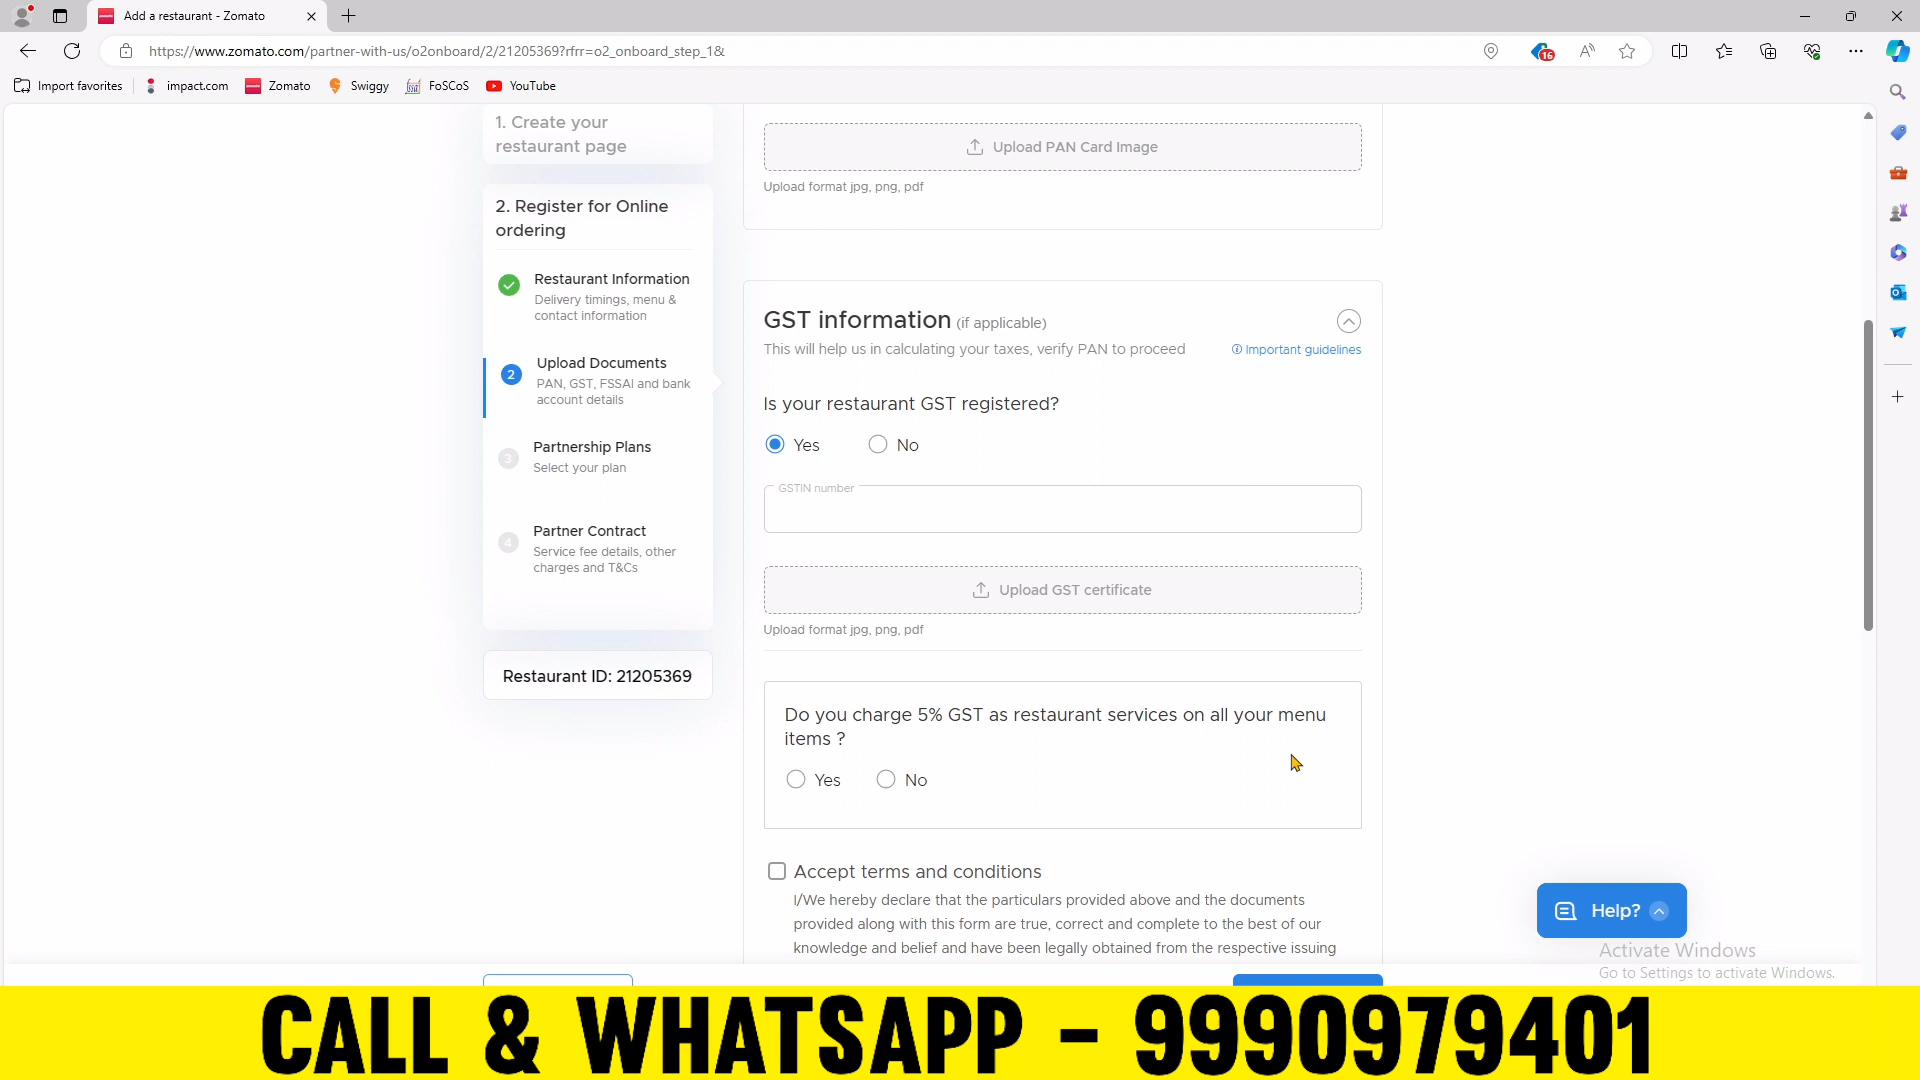 Add a restaurant - Zomato
https://www.zomato.com/partner-with-us/o2onboard/2/21205369?rfrr=o2_onboard_step_1&
16
Import favorites
impact.com
Zomato
Swiggy
FoSCoS
YouTube
1. Create your
restaurant page
2. Register for Online
ordering
Restaurant Information
Delivery timings, menu &
contact information
2
Upload Documents
PAN, GST, FSSAI and bank
account details
3
Partnership Plans
Select your plan
4
Partner Contract
Service fee details, other
charges and T&Cs
Restaurant ID: 21205369
Upload PAN Card Image
Upload format jpg, png, pdf
GST information (if applicable)
This will help us in calculating your taxes, verify PAN to proceed
Important guidelines
Is your restaurant GST registered?
Yes
No
GSTIN number
Upload GST certificate
Upload format jpg, png, pdf
Do you charge 5% GST as restaurant services on all your menu
items ?
Yes
No
Accept terms and conditions
I/We hereby declare that the particulars provided above and the documents
provided along with this form are true, correct and complete to the best of our
knowledge and belief and have been legally obtained from the respective issuing
Help?
Activate Windows
Go to Settings to activate Windows.
CALL & WHATSAPP - 9990979401